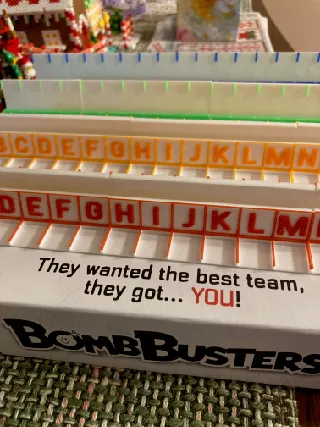 BCDEFGHIJKLMN
DEFGHIJKLM
They wanted the best team,
they got... YOU!
BOMBBUSTERS